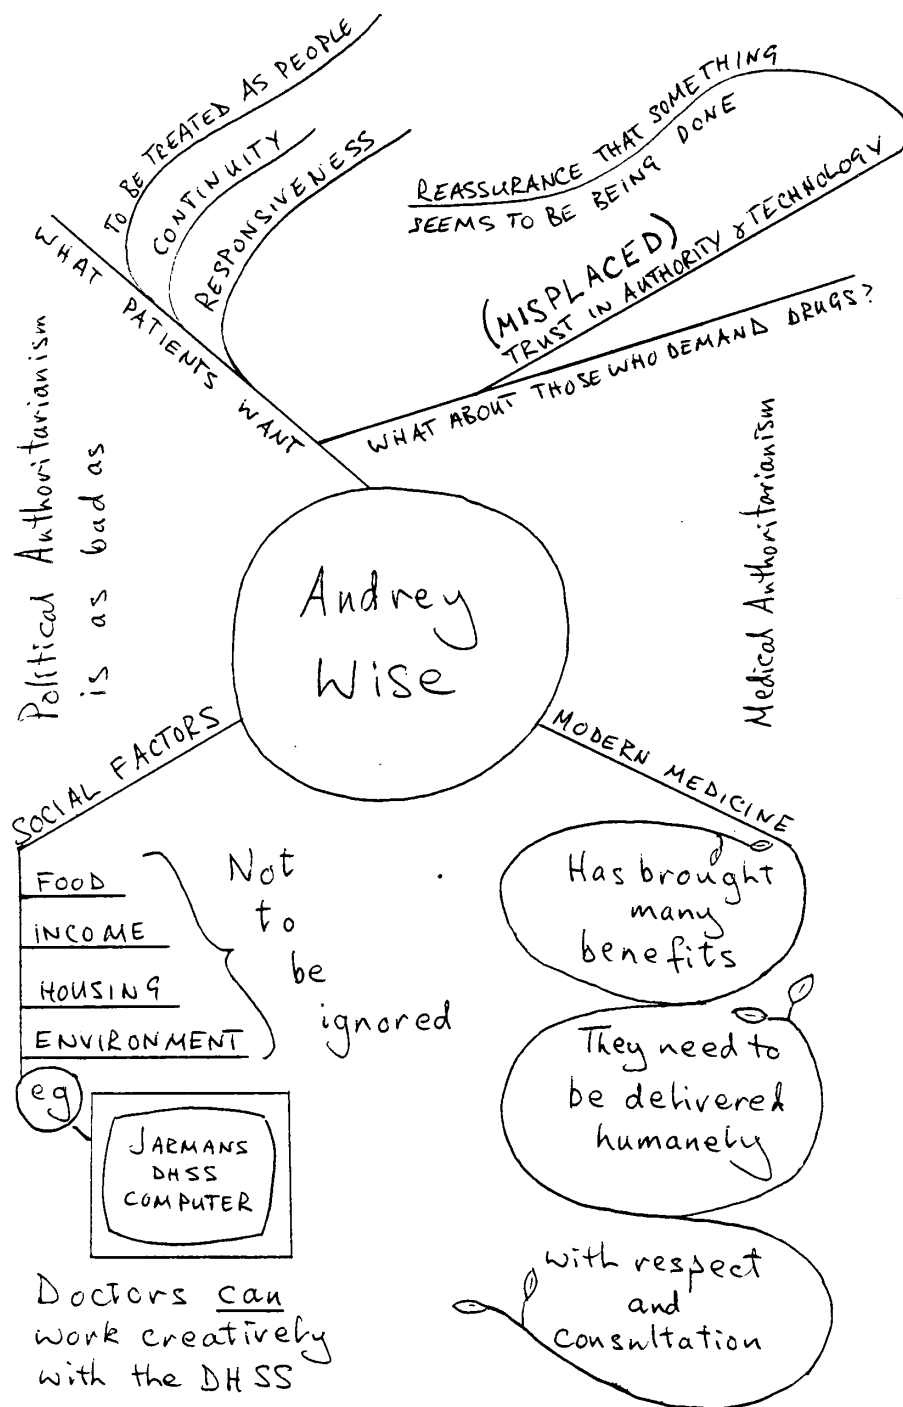 TO BE TREATED AS PEOPLE
CONTINUITY
RESPONSIVENESS
WHAT PATIENTS WANT
REASSURANCE THAT SOMETHING
SEEMS TO BE BEING DONE
(MISPLACED)
TRUST IN AUTHORITY & TECHNOLOGY
WHAT ABOUT THOSE WHO DEMAND DRUGS?
Political Authoritarianism
is as bad as
Medical Authoritarianism
Audrey
Wise
SOCIAL FACTORS
FOOD
INCOME
HOUSING
ENVIRONMENT
Not
to
be
ignored
eg
JARMANS
DHSS
COMPUTER
Doctors can
work creatively
with the DHSS
MODERN MEDICINE
Has brought
many
benefits
They need to
be delivered
humanely
with respect
and
consultation